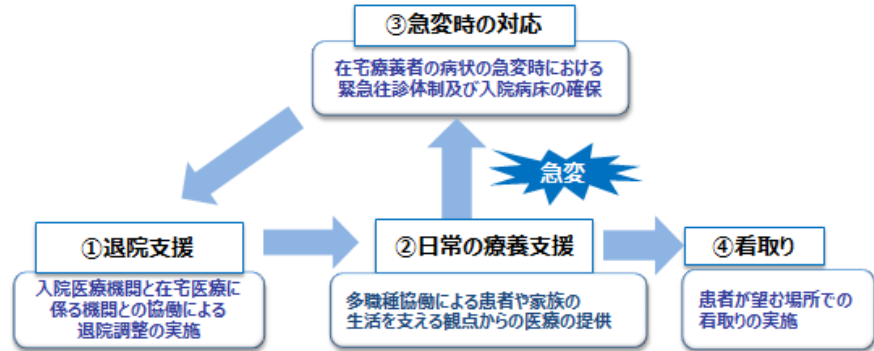 ③急変時の対応
在宅療養者の病状の急変時における
緊急往診体制及び入院病床の確保
急変
①退院支援
入院医療機関と在宅医療に
係る機関との協働による
退院調整の実施
②日常の療養支援
多職種協働による患者や家族の
生活を支える観点からの医療の提供
④看取り
患者が望む場所での
看取りの実施